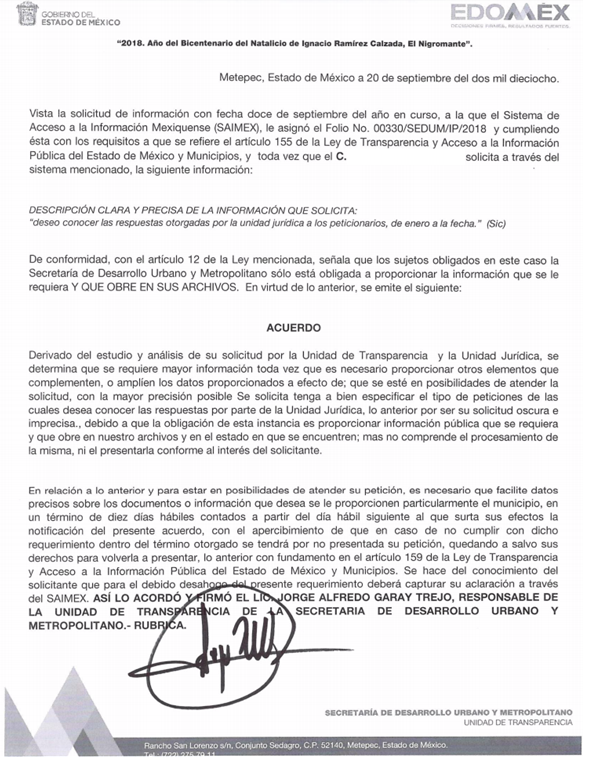 GOBIERNO DEL
ESTADO DE MÉXICO
EDOMÉX
DECISIONES FIRMES, RESULTADOS FUERTES.
"2018. Año del Bicentenario del Natalicio de Ignacio Ramírez Calzada, El Nigromante".
Metepec, Estado de México a 20 de septiembre del dos mil dieciocho.
Vista la solicitud de información con fecha doce de septiembre del año en curso, a la que el Sistema de
Acceso a la Información Mexiquense (SAIMEX), le asignó el Folio No. 00330/SEDUM/IP/2018 y cumpliendo
ésta con los requisitos a que se refiere el artículo 155 de la Ley de Transparencia y Acceso a la Información
Pública del Estado de México y Municipios, y toda vez que el C. solicita a través del
sistema mencionado, la siguiente información:
DESCRIPCIÓN CLARA Y PRECISA DE LA INFORMACIÓN QUE SOLICITA:
"deseo conocer las respuestas otorgadas por la unidad jurídica a los peticionarios, de enero a la fecha." (Sic)
De conformidad, con el artículo 12 de la Ley mencionada, señala que los sujetos obligados en este caso la
Secretaría de Desarrollo Urbano y Metropolitano sólo está obligada a proporcionar la información que se le
requiera Y QUE OBRE EN SUS ARCHIVOS. En virtud de lo anterior, se emite el siguiente:
ACUERDO
Derivado del estudio y análisis de su solicitud por la Unidad de Transparencia y la Unidad Jurídica, se
determina que se requiere mayor información toda vez que es necesario proporcionar otros elementos que
complementen, o amplíen los datos proporcionados a efecto de; que se esté en posibilidades de atender la
solicitud, con la mayor precisión posible Se solicita tenga a bien especificar el tipo de peticiones de las
cuales desea conocer las respuestas por parte de la Unidad Jurídica, lo anterior por ser su solicitud oscura e
imprecisa., debido a que la obligación de esta instancia es proporcionar información pública que se requiera
y que obre en nuestro archivos y en el estado en que se encuentren; mas no comprende el procesamiento de
la misma, ni el presentarla conforme al interés del solicitante.
En relación a lo anterior y para estar en posibilidades de atender su petición, es necesario que facilite datos
precisos sobre los documentos o información que desea se le proporcionen particularmente el municipio, en
un término de diez días hábiles contados a partir del día hábil siguiente al que surta sus efectos la
notificación del presente acuerdo, con el apercibimiento de que en caso de no cumplir con dicho
requerimiento dentro del término otorgado se tendrá por no presentada su petición, quedando a salvo sus
derechos para volverla a presentar, lo anterior con fundamento en el artículo 159 de la Ley de Transparencia
y Acceso a la Información Pública del Estado de México y Municipios. Se hace del conocimiento del
solicitante que para el debido desahogo del presente requerimiento deberá capturar su aclaración a través
del SAIMEX. ASÍ LO ACORDÓ Y FIRMÓ EL LIC. JORGE ALFREDO GARAY TREJO, RESPONSABLE DE
LA UNIDAD DE TRANSPARENCIA DE LA SECRETARIA DE DESARROLLO URBANO Y
METROPOLITANO.- RUBRICA.
SECRETARÍA DE DESARROLLO URBANO Y METROPOLITANO
UNIDAD DE TRANSPARENCIA
Rancho San Lorenzo s/n, Conjunto Sedagro, C.P. 52140, Metepec, Estado de México.
Tel.: (722) 275 79 11